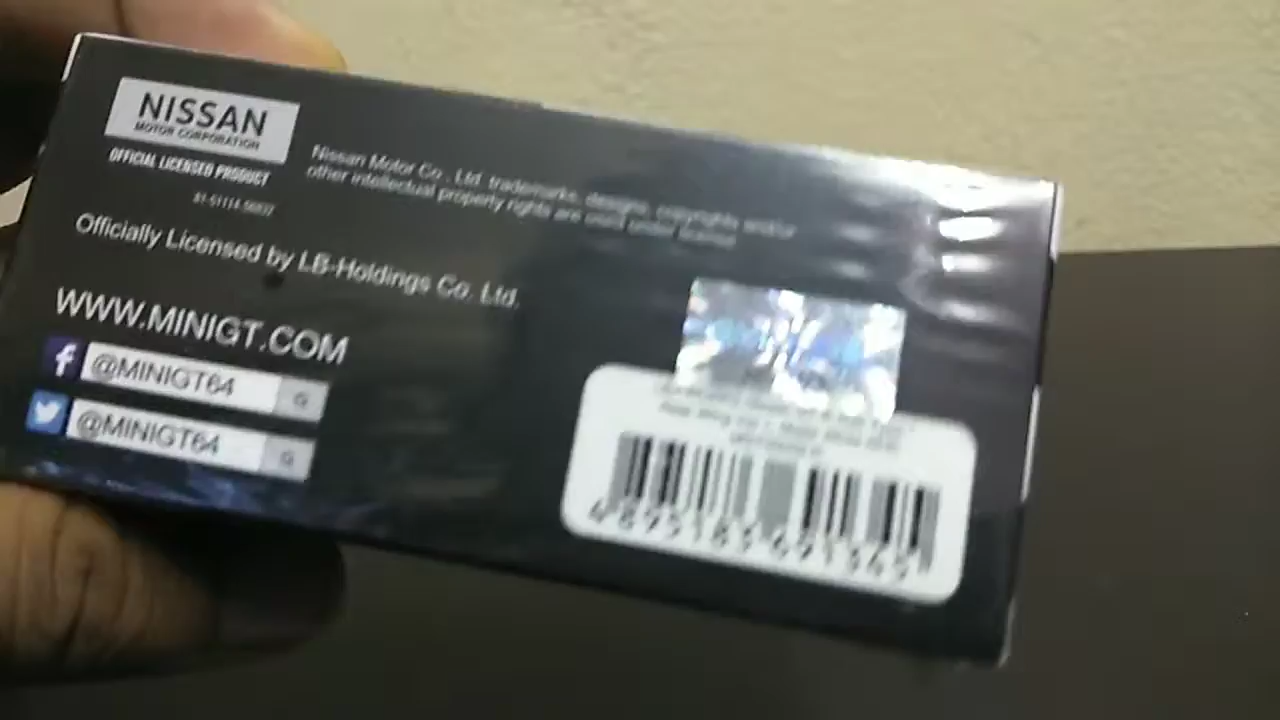 NISSAN
MOTOR CORPORATION
OFFICIAL LICENSED PRODUCT
Nissan Motor Co., Ltd. trademarks, designs, copyrights and/or
other intellectual property rights are used under license
Officially Licensed by LB-Holdings Co. Ltd.
WWW.MINIGT.COM
@MINIGT64
@MINIGT64